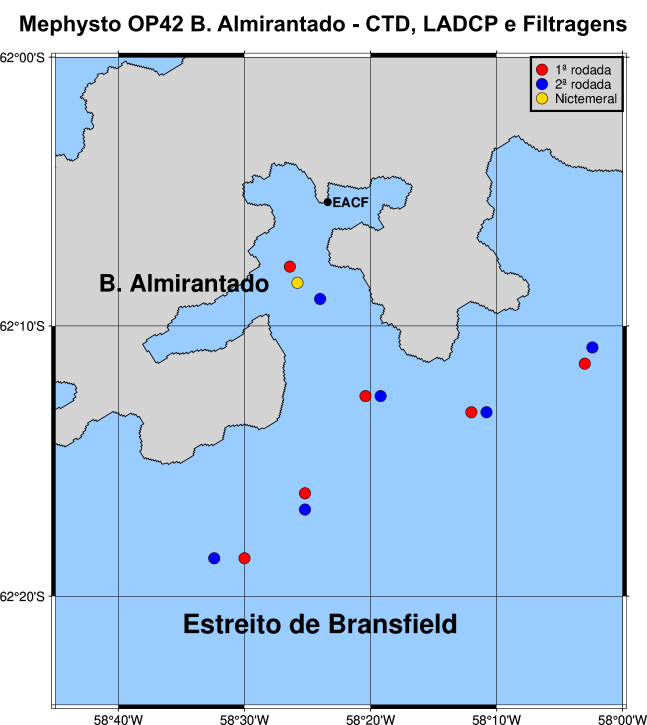 Mephysto OP42 B. Almirantado - CTD, LADCP e Filtragens
62°00'S
1ª rodada
2ª rodada
Nictemeral
EACF
B. Almirantado
62°10'S
62°20'S
Estreito de Bransfield
58°40'W 58°30'W 58°20'W 58°10'W 58°00'W